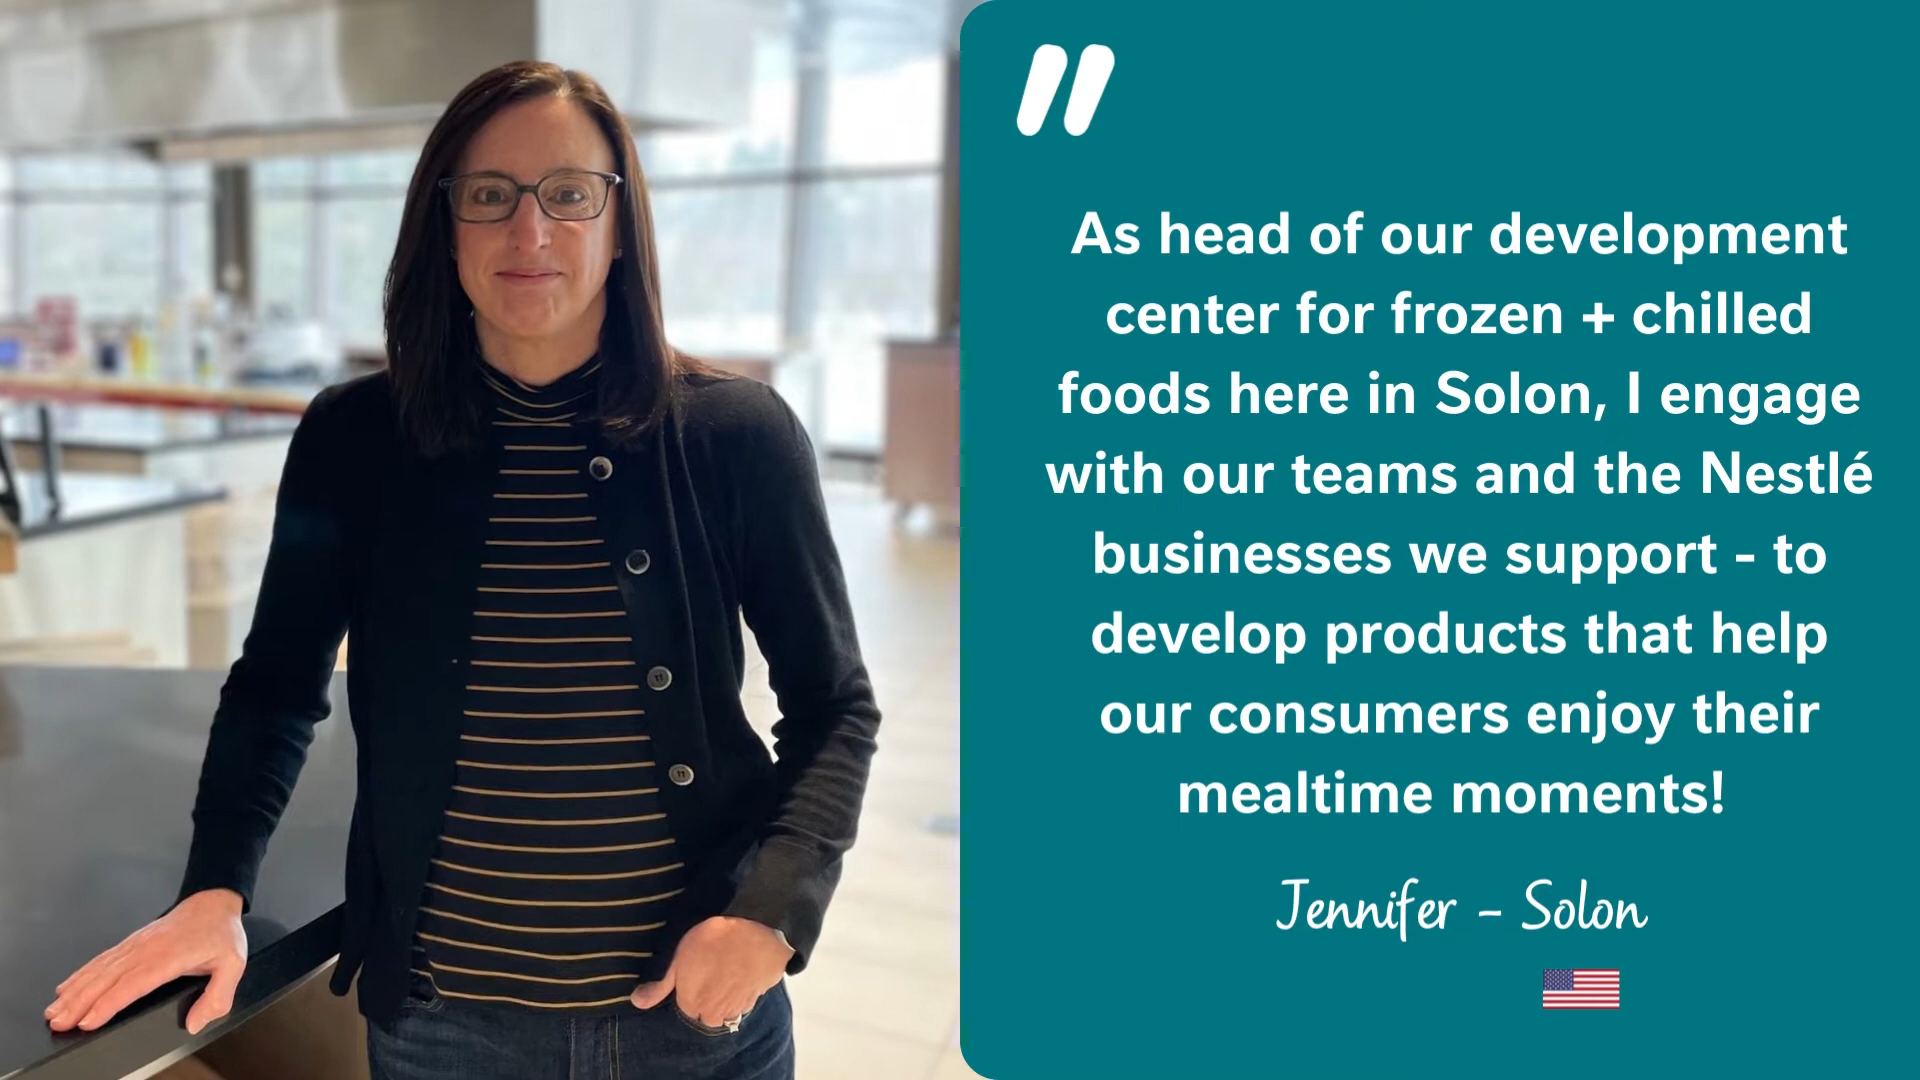 "
As head of our development
center for frozen + chilled
foods here in Solon, I engage
with our teams and the Nestlé
businesses we support - to
develop products that help
our consumers enjoy their
mealtime moments!
Jennifer - Solon